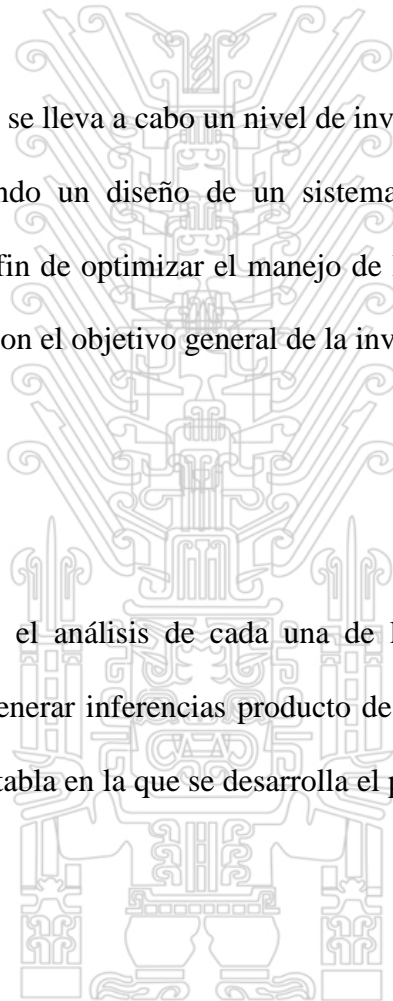 se lleva a cabo un nivel de inv
ndo un diseño de un sistema
fin de optimizar el manejo de
on el objetivo general de la inv
el análisis de cada una de
enerar inferencias producto de
tabla en la que se desarrolla el p